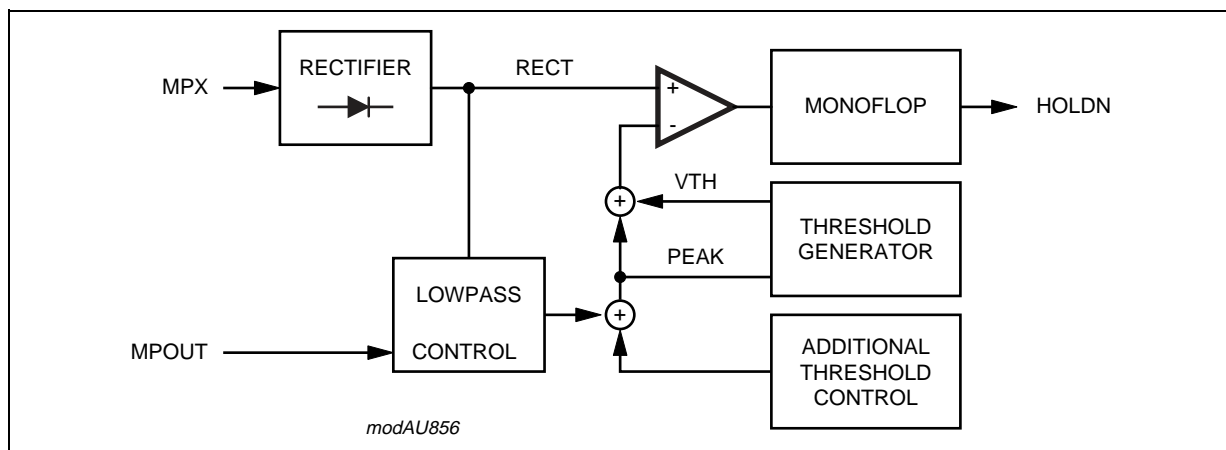 MPX
RECTIFIER
RECT
+
-
MONOFLOP
HOLDN
VTH
+
THRESHOLD
GENERATOR
PEAK
LOWPASS
CONTROL
+
MPOUT
ADDITIONAL
THRESHOLD
CONTROL
modAU856